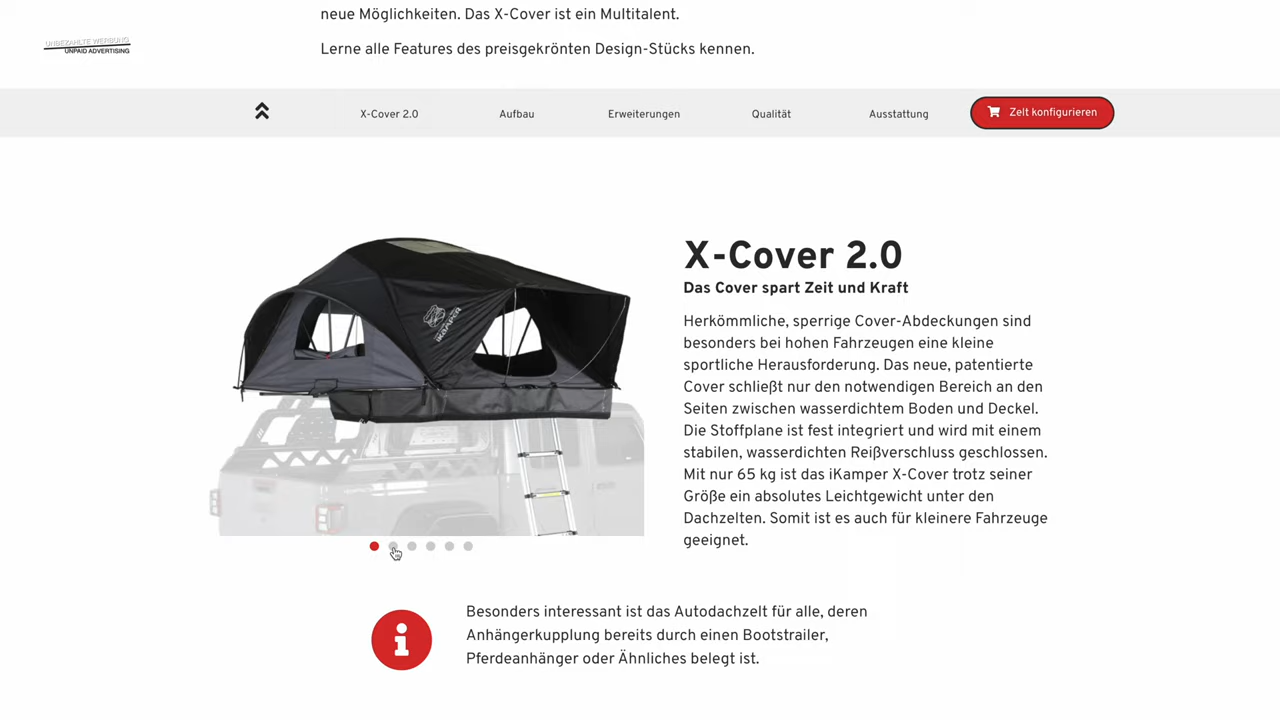 neue Möglichkeiten. Das X-Cover ist ein Multitalent.
UNBEZAHLTE WERBUNG
UNPAID ADVERTISING
Lerne alle Features des preisgekrönten Design-Stücks kennen.
X-Cover 2.0
Aufbau
Erweiterungen
Qualität
Ausstattung
Zelt konfigurieren
X-Cover 2.0
Das Cover spart Zeit und Kraft
Herkömmliche, sperrige Cover-Abdeckungen sind
besonders bei hohen Fahrzeugen eine kleine
sportliche Herausforderung. Das neue, patentierte
Cover schließt nur den notwendigen Bereich an den
Seiten zwischen wasserdichtem Boden und Deckel.
Die Stoffplane ist fest integriert und wird mit einem
stabilen, wasserdichten Reißverschluss geschlossen.
Mit nur 65 kg ist das iKamper X-Cover trotz seiner
Größe ein absolutes Leichtgewicht unter den
Dachzelten. Somit ist es auch für kleinere Fahrzeuge
geeignet.
iKAMPER
Besonders interessant ist das Autodachzelt für alle, deren
Anhängerkupplung bereits durch einen Bootstrailer,
Pferdeanhänger oder Ähnliches belegt ist.